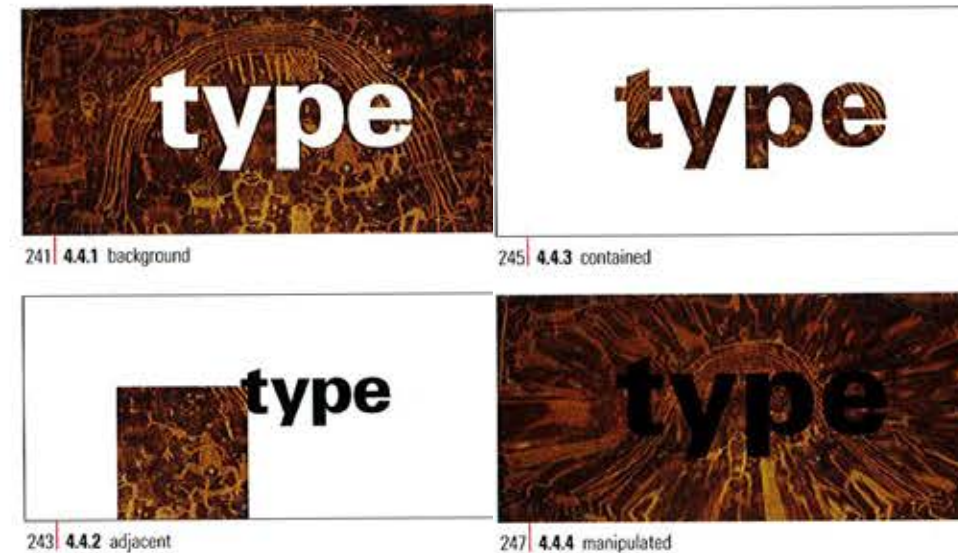 type
241 4.4.1 background
type
245 4.4.3 contained
type
243 4.4.2 adjacent
type
247 4.4.4 manipulated